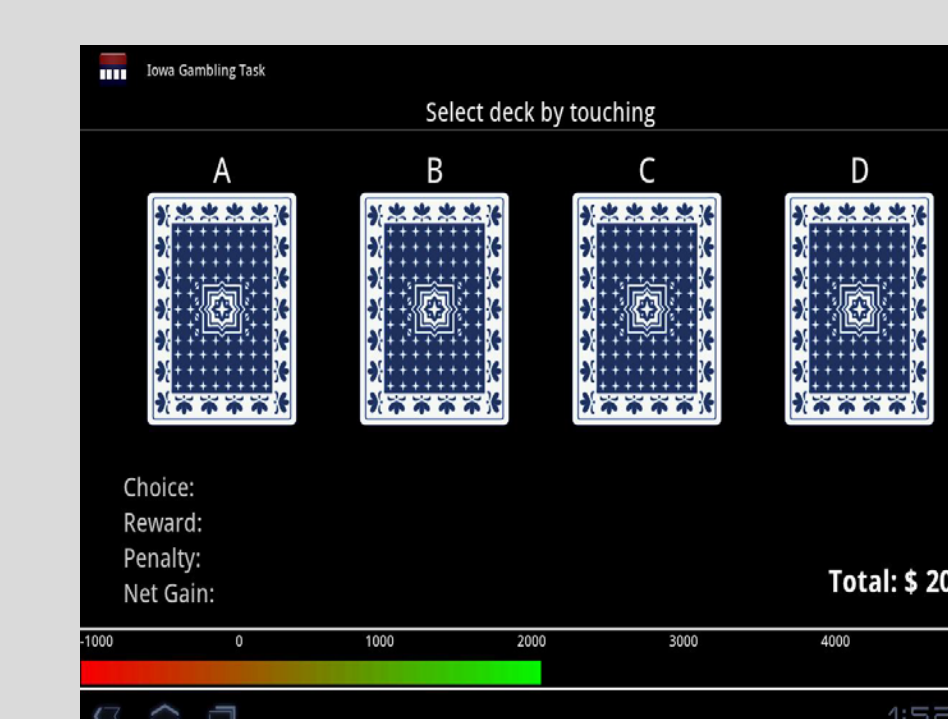 Iowa Gambling Task
Select deck by touching
A B C D
Choice:
Reward:
Penalty:
Net Gain:
Total: $ 20
-1000 0 1000 2000 3000 4000